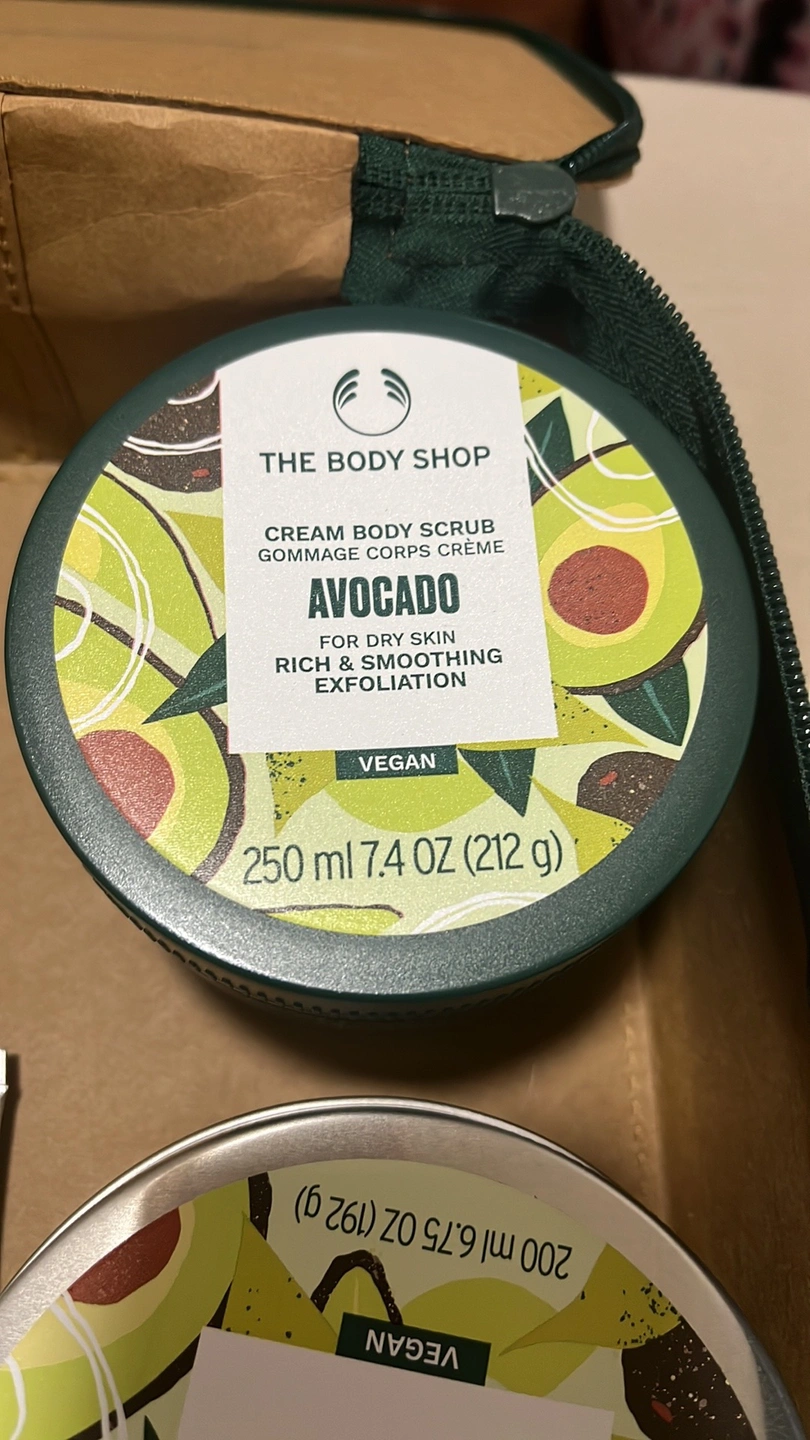 THE BODY SHOP
CREAM BODY SCRUB
GOMMAGE CORPS CRÈME
AVOCADO
FOR DRY SKIN
RICH & SMOOTHING
EXFOLIATION
VEGAN
250 ml 7.4 OZ (212 g)
200 ml 6.75 OZ (192 g)
VEGAN